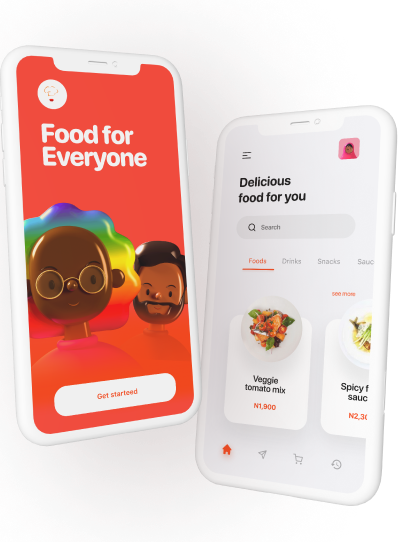 Food for
Everyone
Get starteed
Delicious
food for you
Search
Foods
Drinks
Snacks
Sauc
see more
Veggie
tomato mix
N1,900
Spicy f
sauc
N2,30